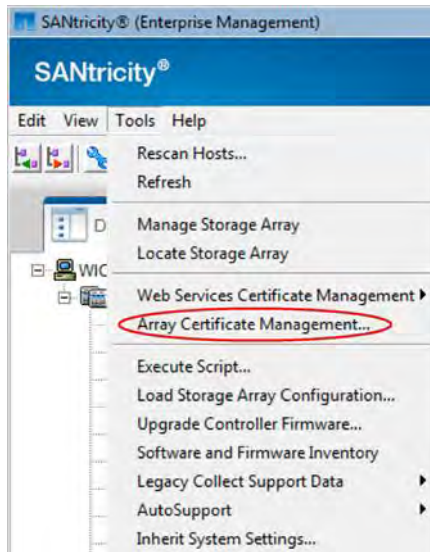 SANtricity® (Enterprise Management)
SANtricity®
Edit View Tools Help
Rescan Hosts...
Refresh
D
Manage Storage Array
Locate Storage Array
WIC
Web Services Certificate Management
Array Certificate Management...
Execute Script...
Load Storage Array Configuration...
Upgrade Controller Firmware...
Software and Firmware Inventory
Legacy Collect Support Data
AutoSupport
Inherit System Settings...